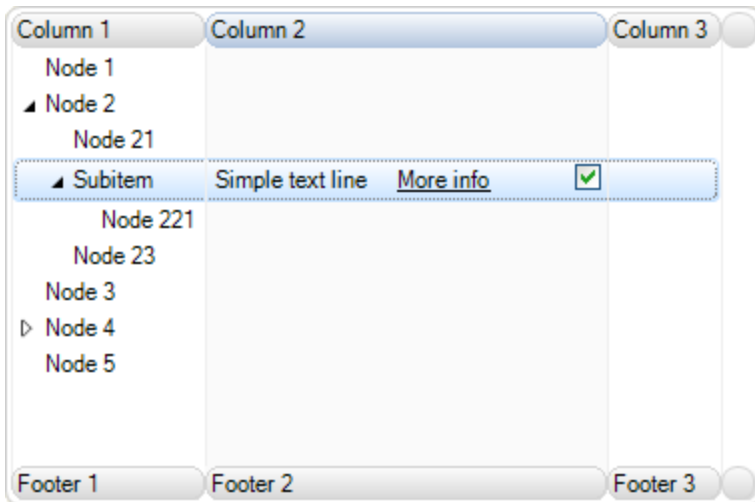 Column 1 Column 2 Column 3
Node 1
Node 2
Node 21
Subitem Simple text line More info
Node 221
Node 23
Node 3
Node 4
Node 5
Footer 1 Footer 2 Footer 3